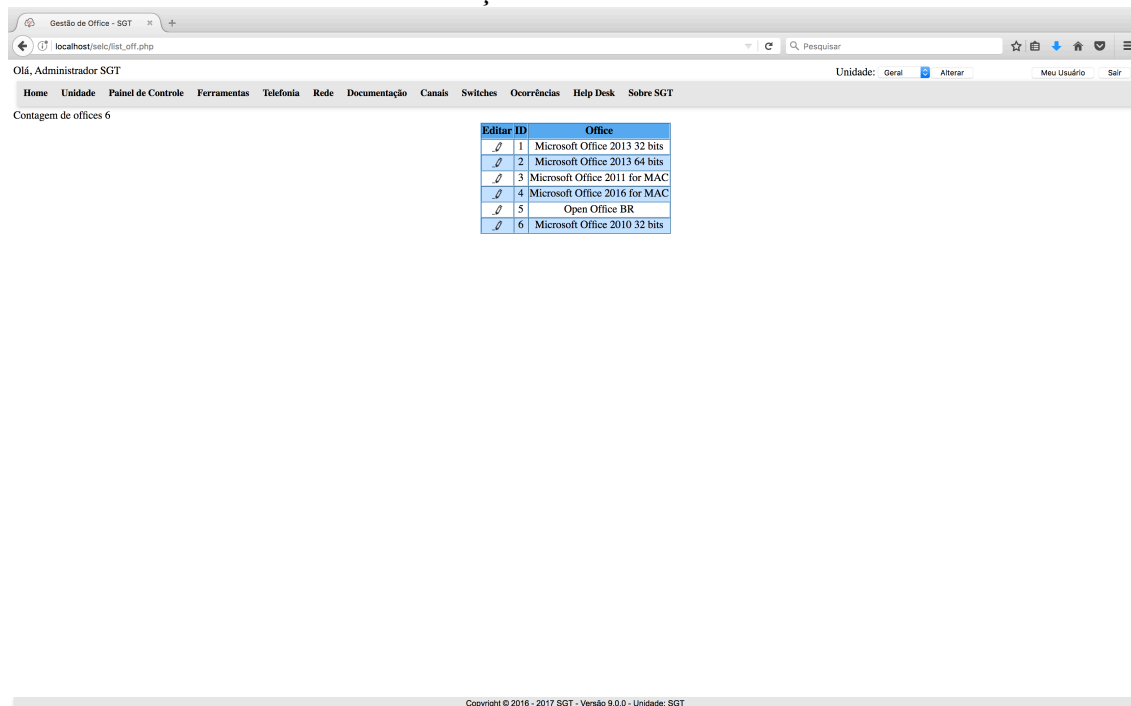 Gestão de Office - SGT × +
localhost/selc/list_off.php
Pesquisar
Olá, Administrador SGT
Unidade: Geral Alterar Meu Usuário Sair
Home Unidade Painel de Controle Ferramentas Telefonia Rede Documentação Canais Switches Ocorrências Help Desk Sobre SGT
Contagem de offices 6
Editar ID Office
1 Microsoft Office 2013 32 bits
2 Microsoft Office 2013 64 bits
3 Microsoft Office 2011 for MAC
4 Microsoft Office 2016 for MAC
5 Open Office BR
6 Microsoft Office 2010 32 bits
Copyright © 2016 - 2017 SGT - Versão 9.0.0 - Unidade: SGT